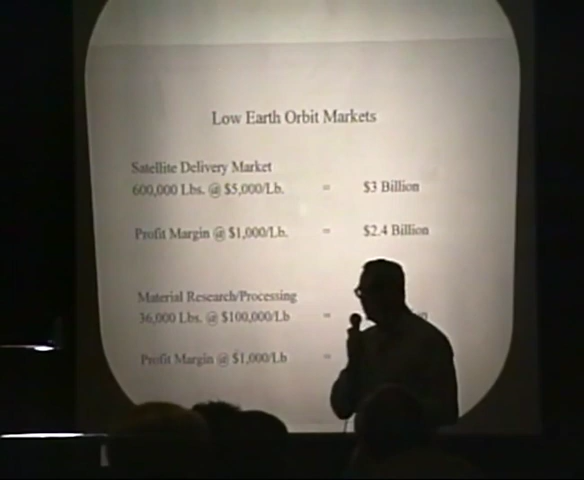 Low Earth Orbit Markets
Satellite Delivery Market
600,000 Lbs. @ $5,000/Lb. = $3 Billion
Profit Margin @ $1,000/Lb. = $2.4 Billion
Material Research/Processing
36,000 Lbs. @ $100,000/Lb =
Profit Margin @ $1,000/Lb =